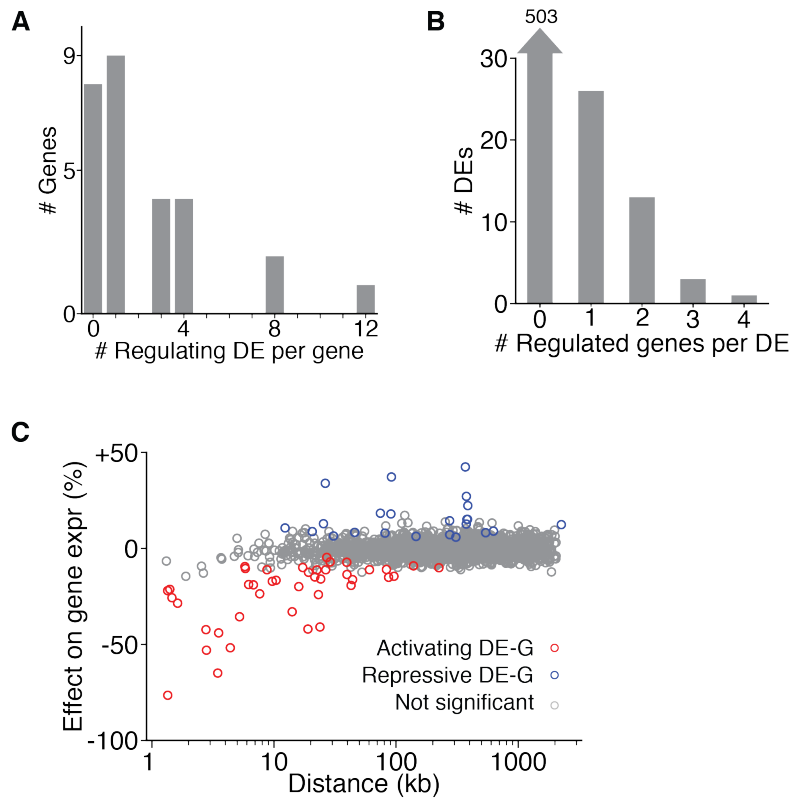 A
9
5
0
# Genes
0 4 8 12
# Regulating DE per gene
B
503
30
20
10
0
# DEs
0 1 2 3 4
# Regulated genes per DE
C
+50
0
-50
-100
Effect on gene expr (%)
Activating DE-G
Repressive DE-G
Not significant
1 10 100 1000
Distance (kb)